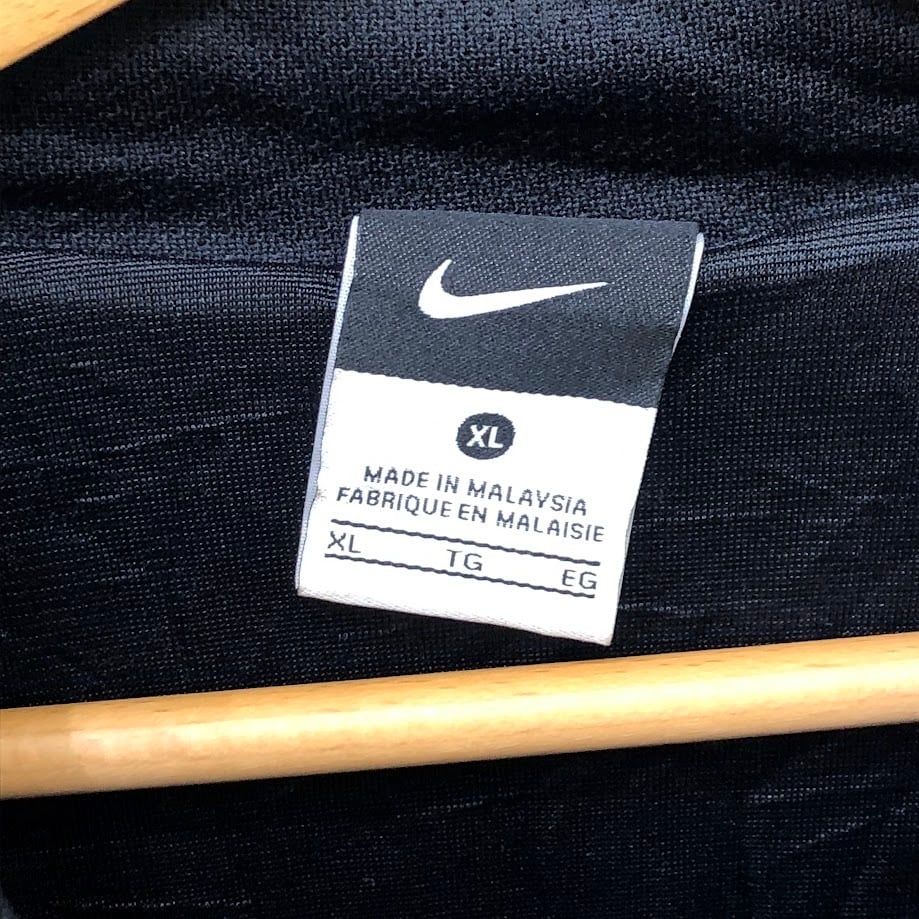 XL
MADE IN MALAYSIA
FABRIQUE EN MALAISIE
XL TG EG